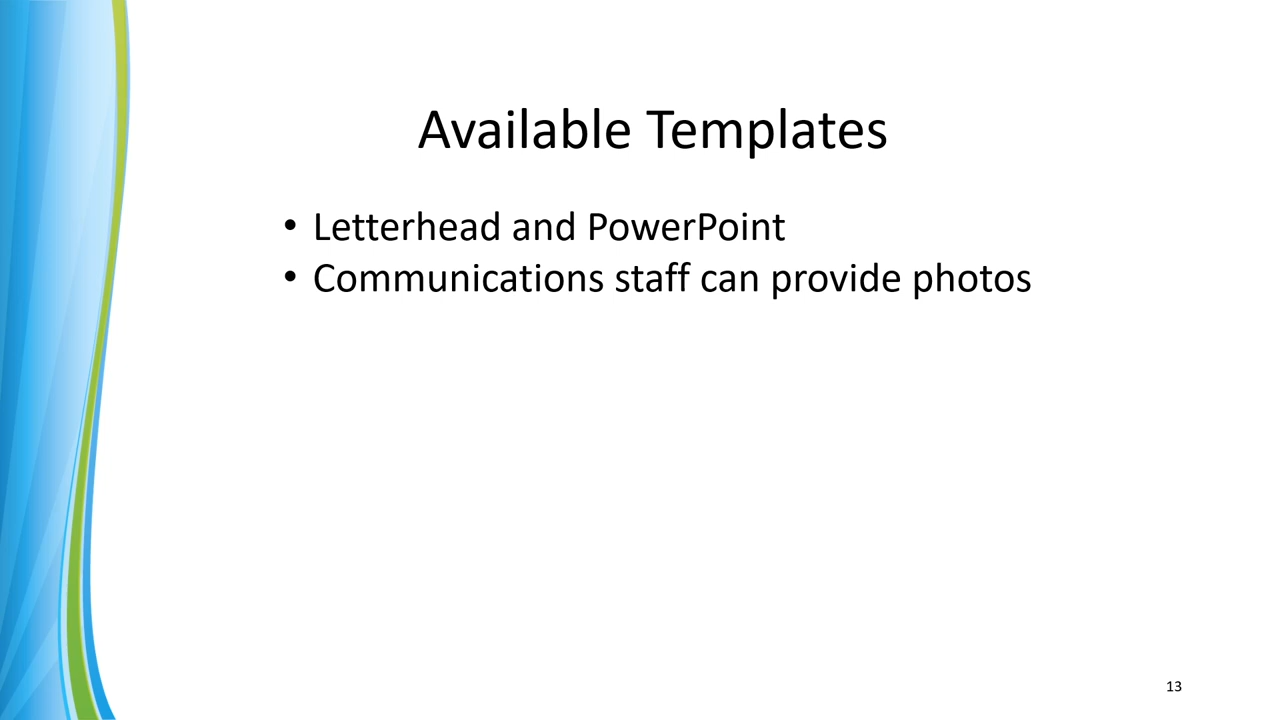 Available Templates
• Letterhead and PowerPoint
• Communications staff can provide photos
13